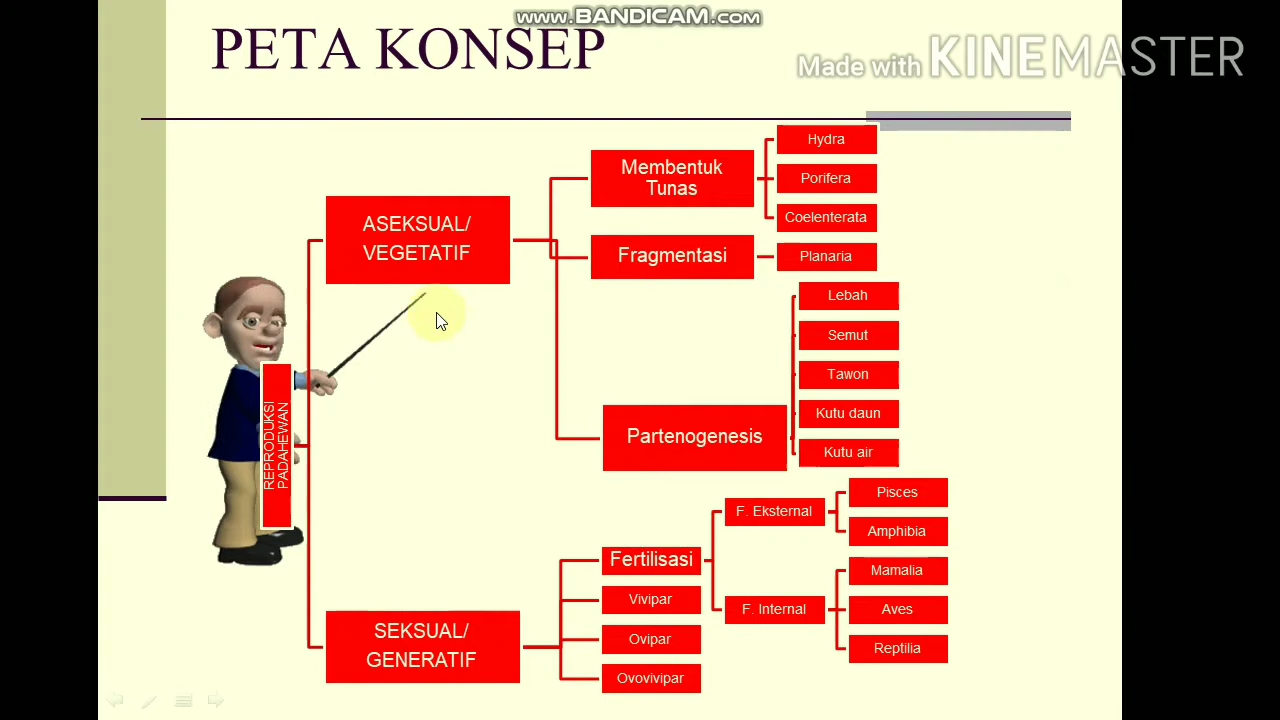 www.BANDICAM.com
PETA KONSEP
Made with KINEMASTER
REPRODUKSI
PADAHEWAN
ASEKSUAL/
VEGETATIF
Membentuk
Tunas
Hydra
Porifera
Coelenterata
Fragmentasi
Planaria
Partenogenesis
Lebah
Semut
Tawon
Kutu daun
Kutu air
SEKSUAL/
GENERATIF
Fertilisasi
F. Eksternal
Pisces
Amphibia
F. Internal
Mamalia
Aves
Reptilia
Vivipar
Ovipar
Ovovivipar